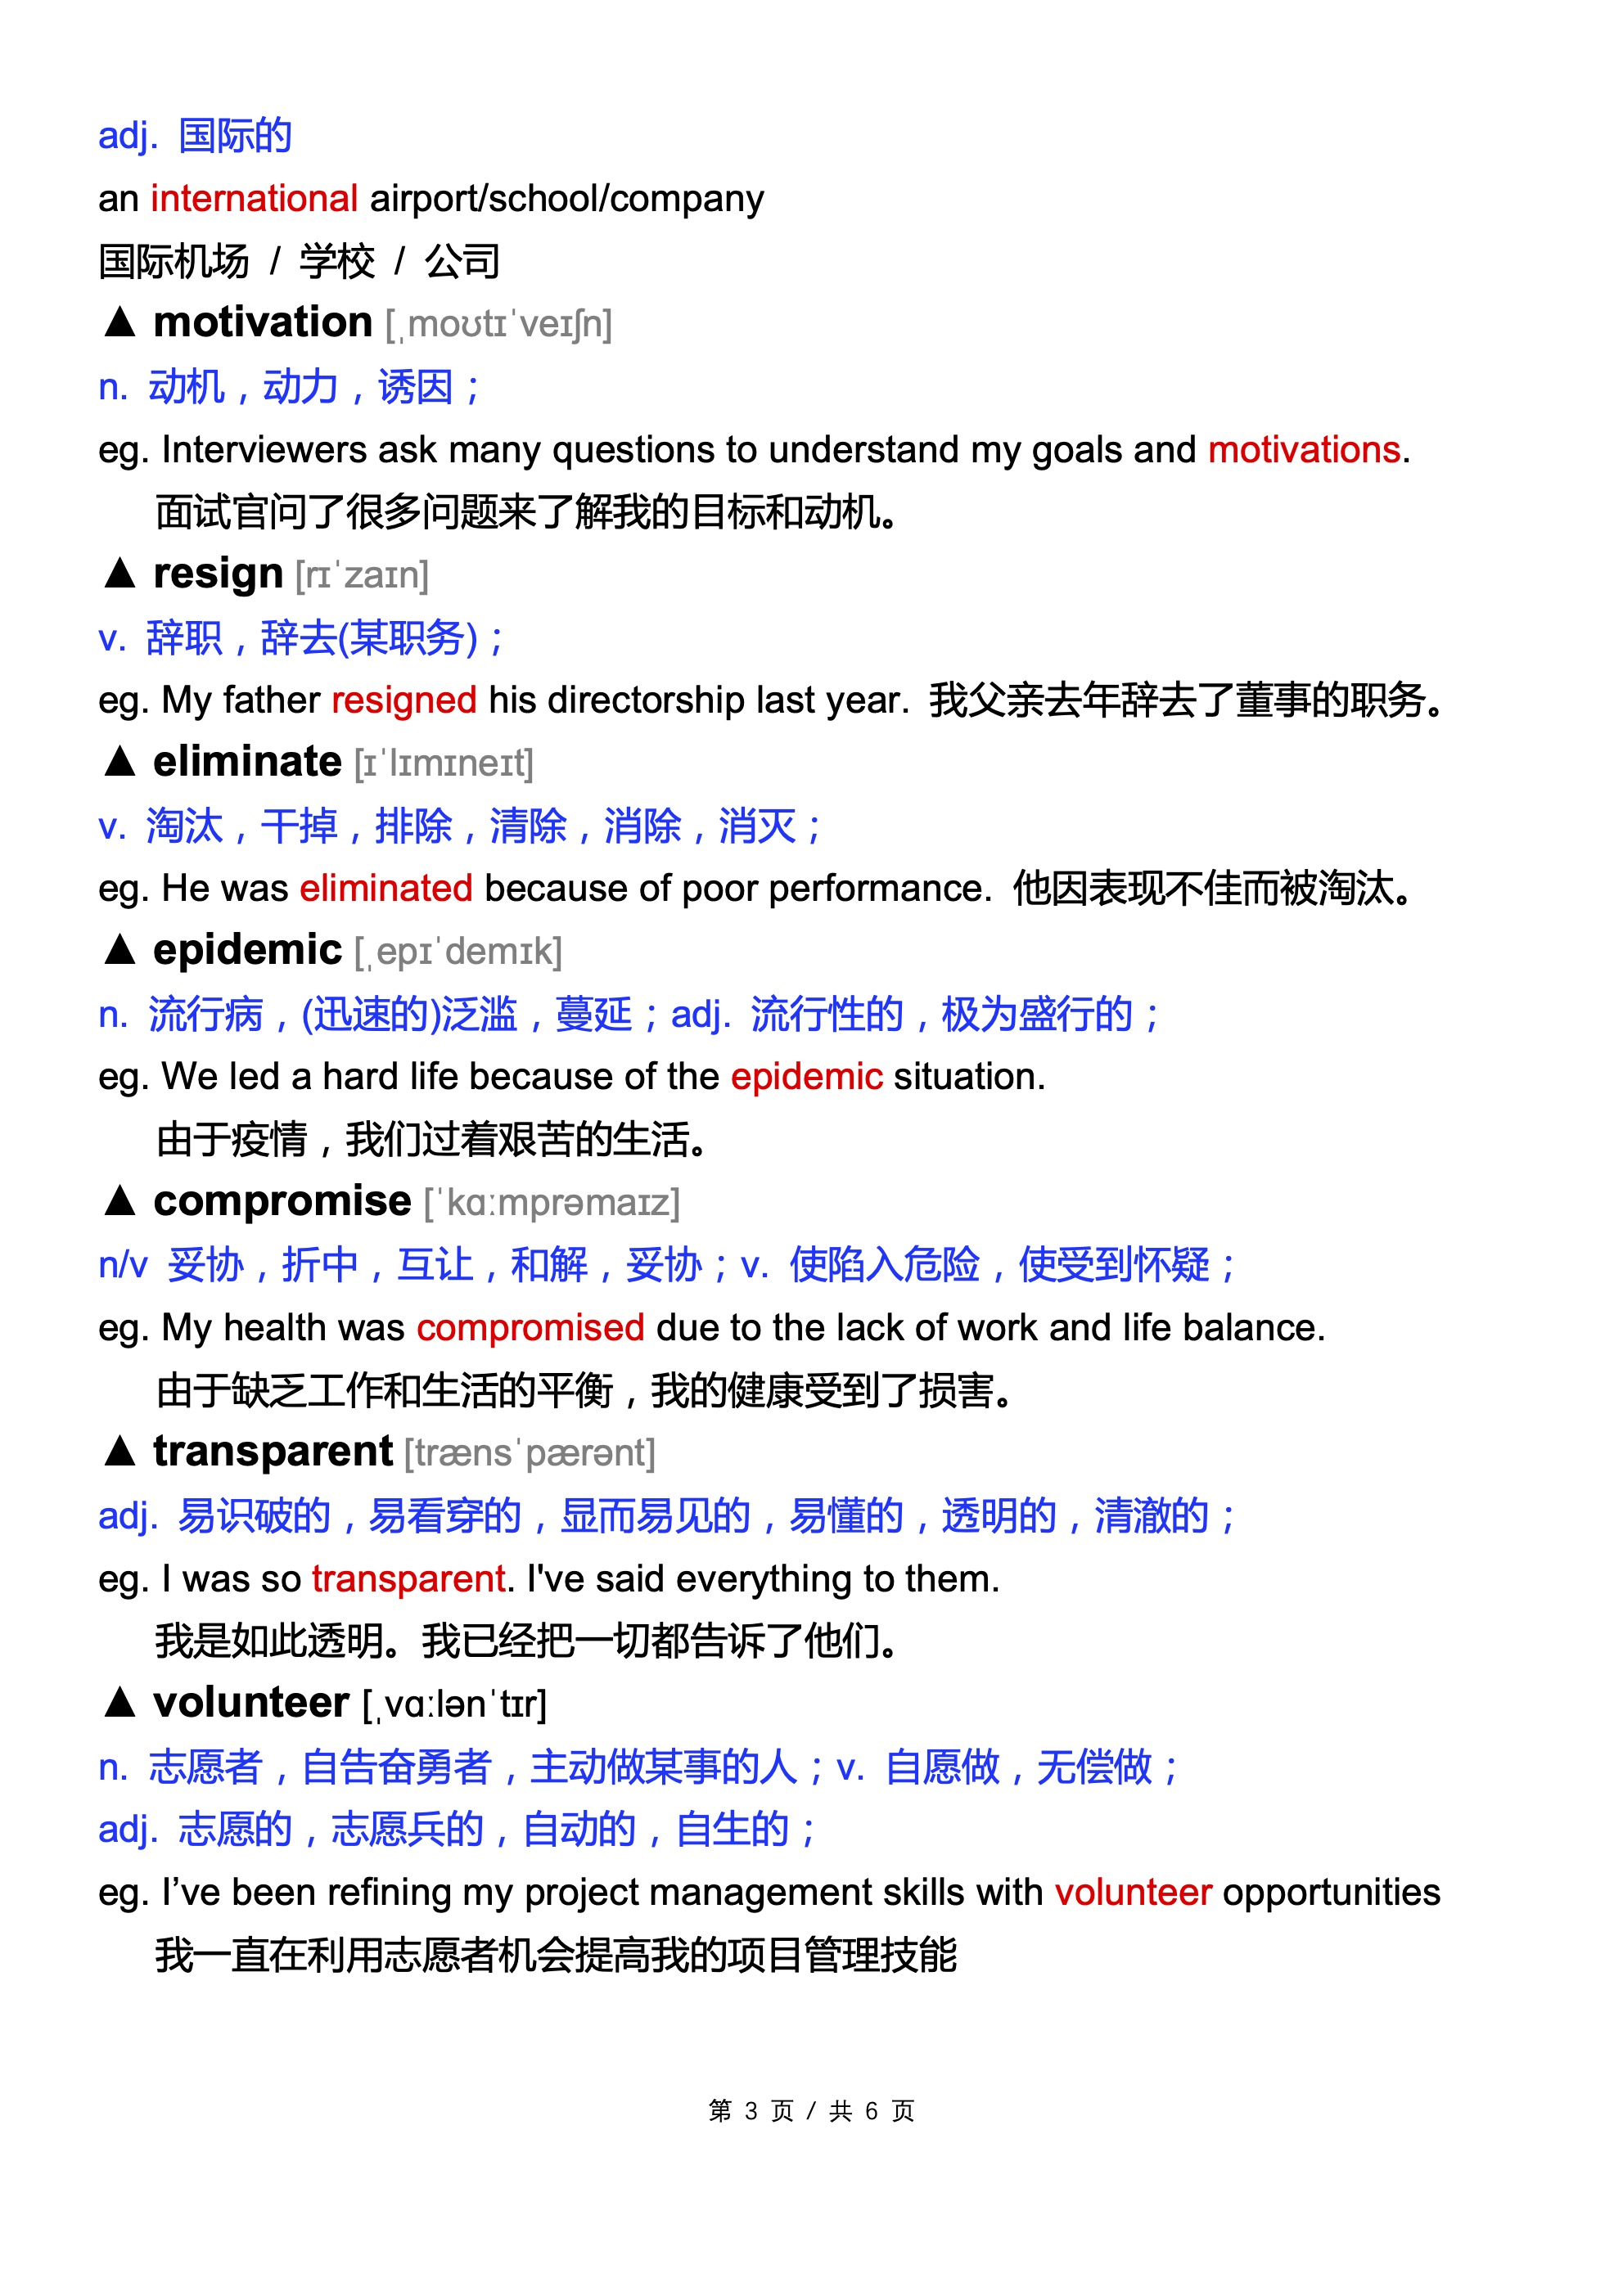 adj. 国际的
an international airport/school/company
国际机场 / 学校 / 公司
▲ motivation [ˌmoʊtɪˈveɪʃn]
n. 动机，动力，诱因；
eg. Interviewers ask many questions to understand my goals and motivations.
面试官问了很多问题来了解我的目标和动机。
▲ resign [rɪˈzaɪn]
v. 辞职，辞去(某职务)；
eg. My father resigned his directorship last year. 我父亲去年辞去了董事的职务。
▲ eliminate [ɪˈlɪmɪneɪt]
v. 淘汰，干掉，排除，清除，消除，消灭；
eg. He was eliminated because of poor performance. 他因表现不佳而被淘汰。
▲ epidemic [ˌepɪˈdemɪk]
n. 流行病，(迅速的)泛滥，蔓延；adj. 流行性的，极为盛行的；
eg. We led a hard life because of the epidemic situation.
由于疫情，我们过着艰苦的生活。
▲ compromise [ˈkɑːmprəmaɪz]
n/v 妥协，折中，互让，和解，妥协；v. 使陷入危险，使受到怀疑；
eg. My health was compromised due to the lack of work and life balance.
由于缺乏工作和生活的平衡，我的健康受到了损害。
▲ transparent [trænsˈpærənt]
adj. 易识破的，易看穿的，显而易见的，易懂的，透明的，清澈的；
eg. I was so transparent. I've said everything to them.
我是如此透明。我已经把一切都告诉了他们。
▲ volunteer [ˌvɑːlənˈtɪr]
n. 志愿者，自告奋勇者，主动做某事的人；v. 自愿做，无偿做；
adj. 志愿的，志愿兵的，自动的，自生的；
eg. I’ve been refining my project management skills with volunteer opportunities
我一直在利用志愿者机会提高我的项目管理技能
第 3 页 / 共 6 页